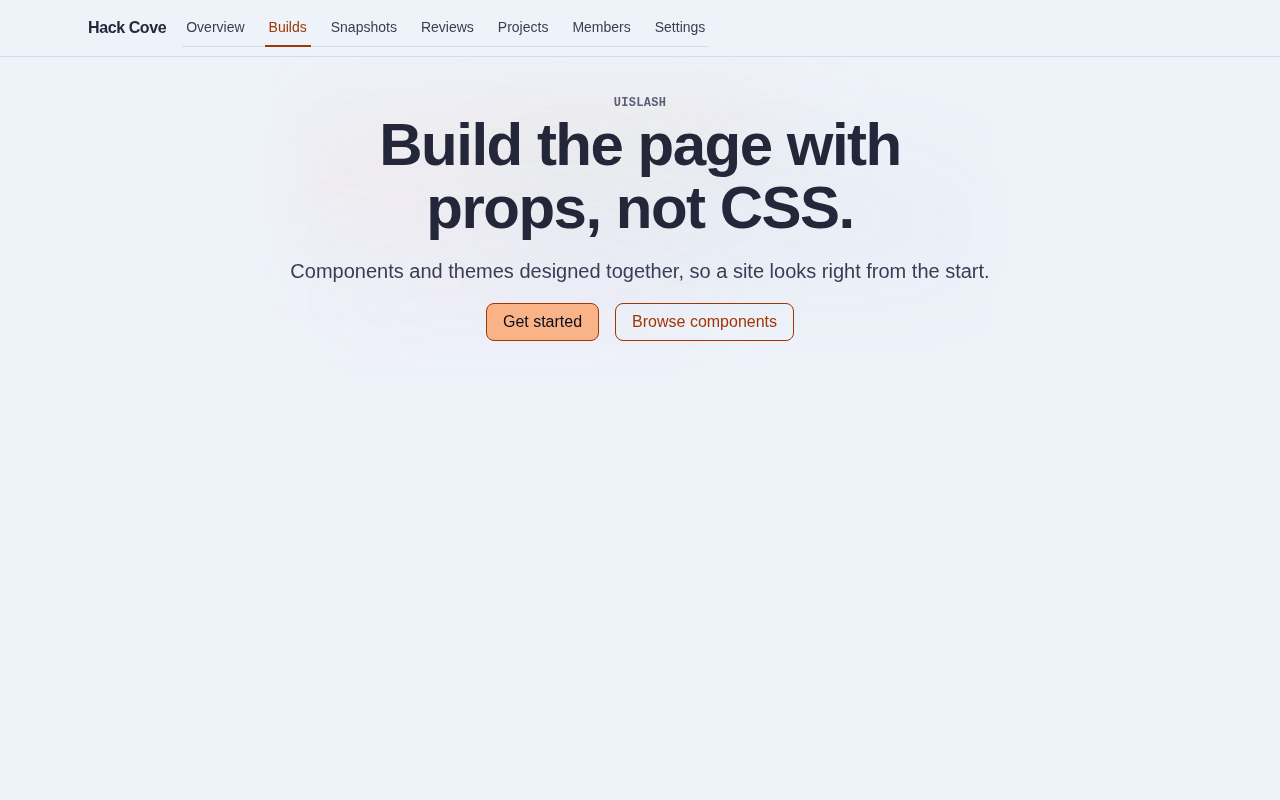 Hack Cove Overview Builds Snapshots Reviews Projects Members Settings
UISLASH
Build the page with
props, not CSS.
Components and themes designed together, so a site looks right from the start.
Get started Browse components